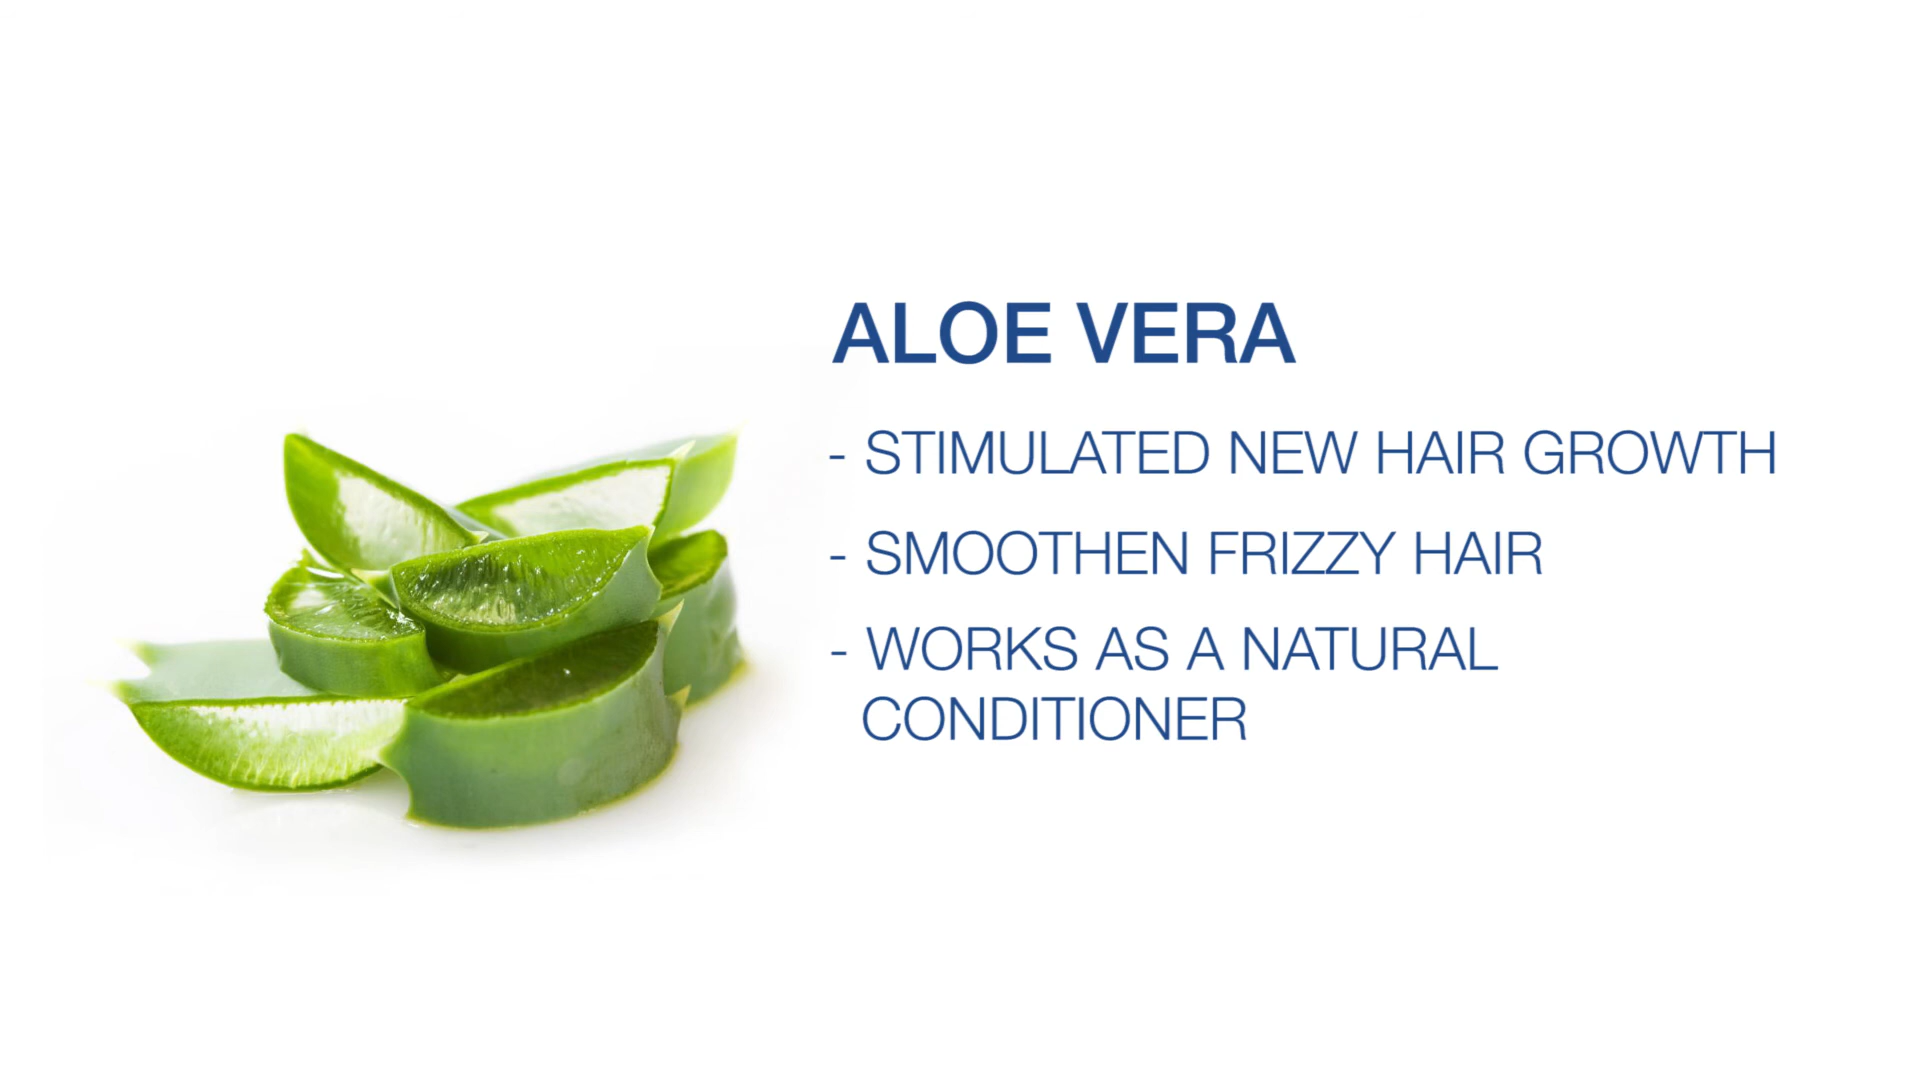 ALOE VERA
- STIMULATED NEW HAIR GROWTH
- SMOOTHEN FRIZZY HAIR
- WORKS AS A NATURAL
CONDITIONER